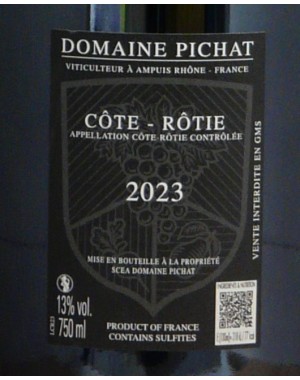 DOMAINE PICHAT
VITICULTEUR À AMPUIS RHÔNE - FRANCE
CÔTE - RÔTIE
APPELLATION CÔTE-RÔTIE CONTRÔLÉE
2023
VENTE INTERDITE EN GMS
MISE EN BOUTEILLE À LA PROPRIÉTÉ
SCEA DOMAINE PICHAT
13% vol.
750 ml
PRODUCT OF FRANCE
CONTAINS SULFITES